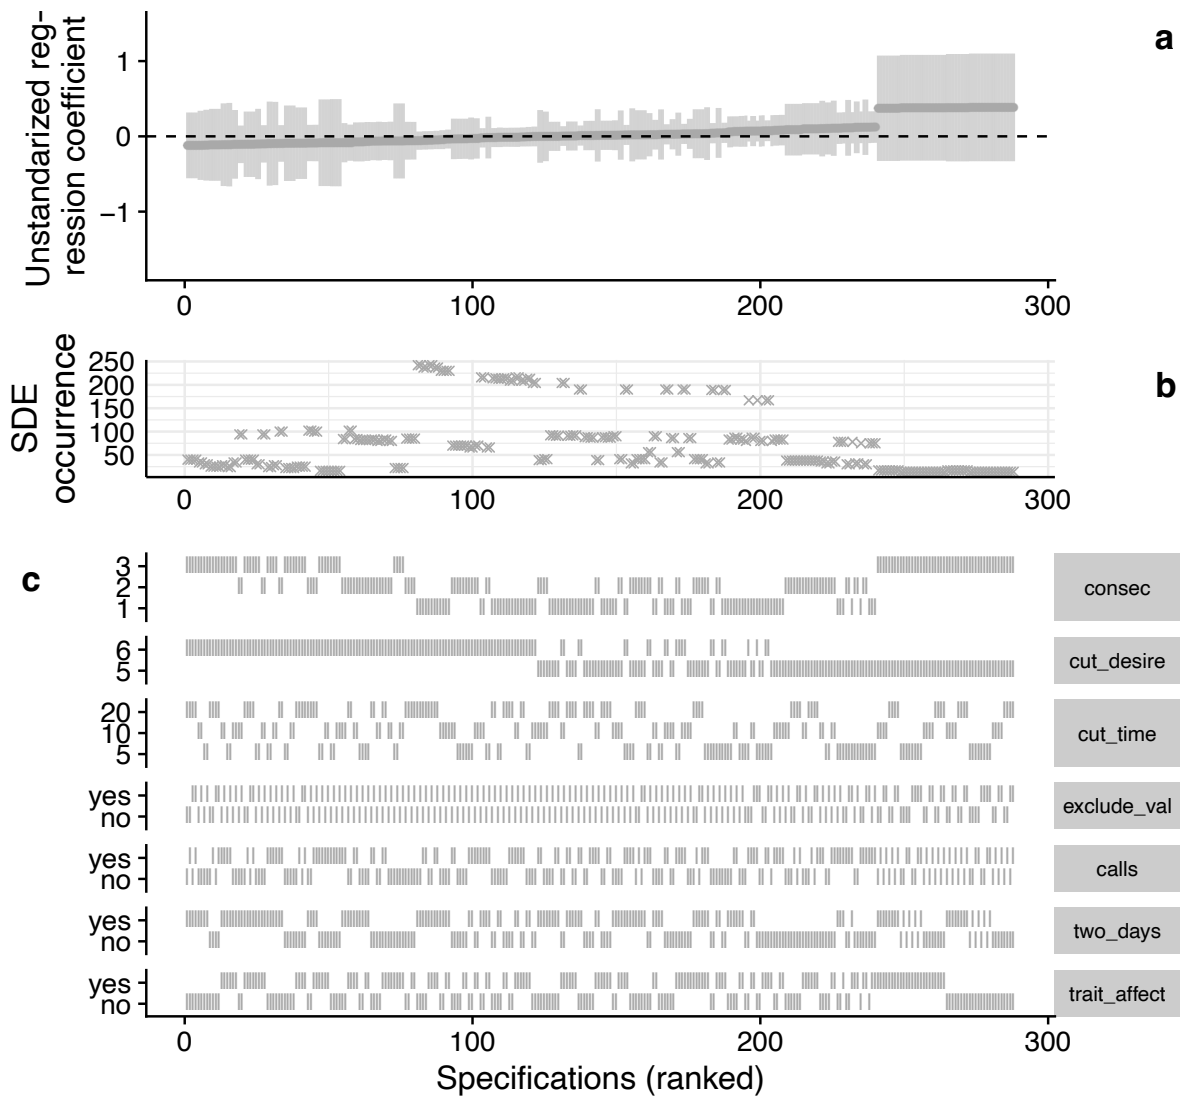 Unstandarized reg-
ression coefficient
a
1
0
−1
0
100
200
300
SDE
occurrence
b
250
200
150
100
50
0
100
200
300
c
3
2
1
consec
6
5
cut_desire
20
10
5
cut_time
yes
no
exclude_val
yes
no
calls
yes
no
two_days
yes
no
trait_affect
0
100
200
300
Specifications (ranked)